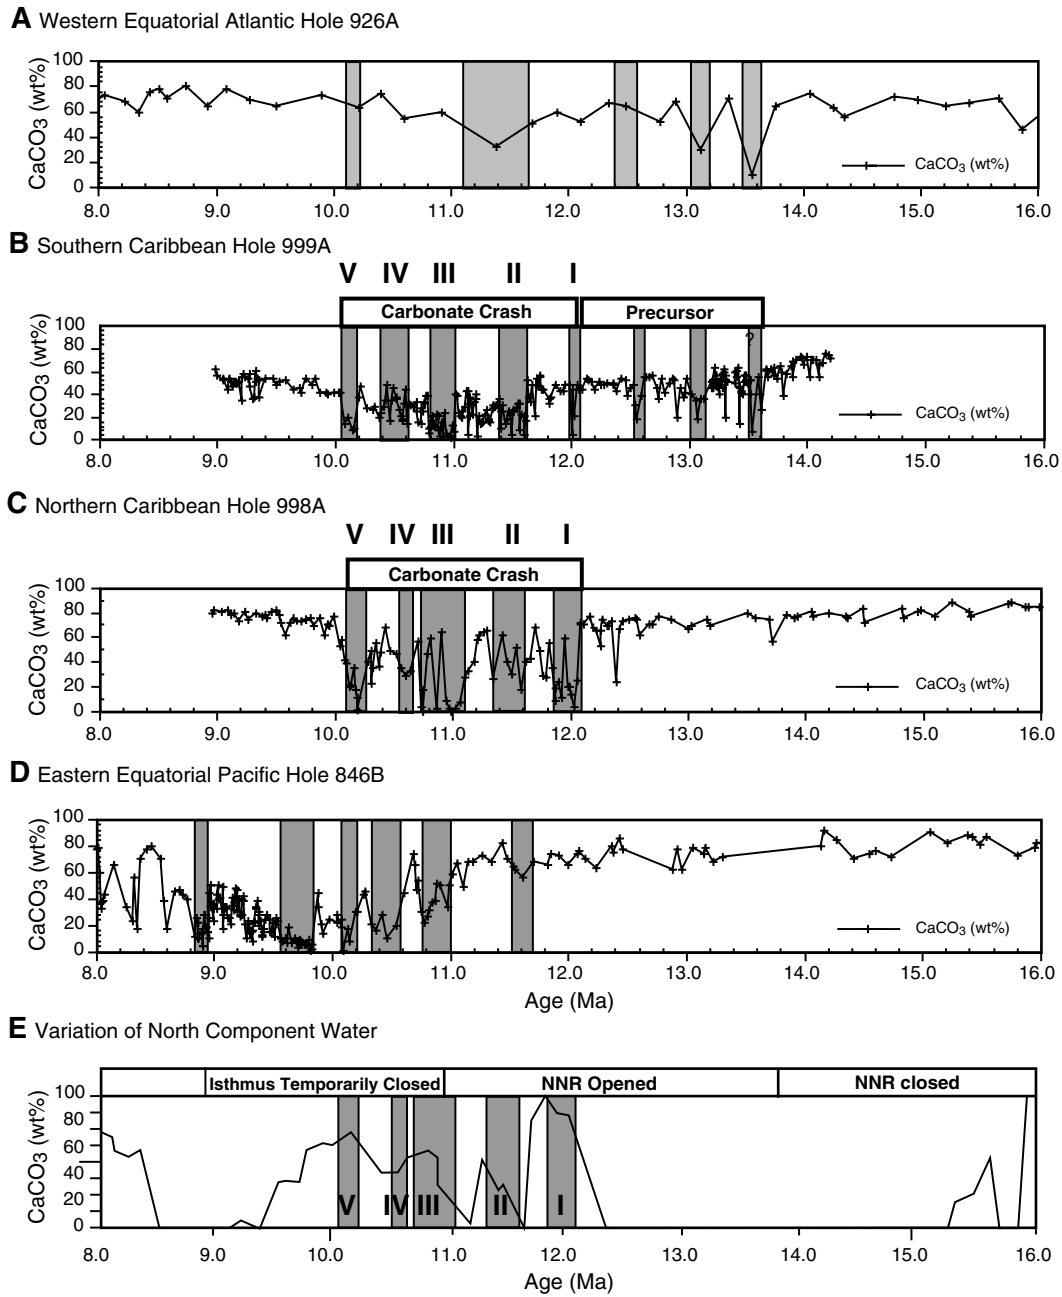 A Western Equatorial Atlantic Hole 926A
CaCO3 (wt%)
100
80
60
40
20
0
CaCO3 (wt%)
8.0 9.0 10.0 11.0 12.0 13.0 14.0 15.0 16.0
B Southern Caribbean Hole 999A
V IV III II I
Carbonate Crash Precursor
CaCO3 (wt%)
100
80
60
40
20
0
?
CaCO3 (wt%)
8.0 9.0 10.0 11.0 12.0 13.0 14.0 15.0 16.0
C Northern Caribbean Hole 998A
V IV III II I
Carbonate Crash
CaCO3 (wt%)
100
80
60
40
20
0
CaCO3 (wt%)
8.0 9.0 10.0 11.0 12.0 13.0 14.0 15.0 16.0
D Eastern Equatorial Pacific Hole 846B
CaCO3 (wt%)
100
80
60
40
20
0
CaCO3 (wt%)
8.0 9.0 10.0 11.0 12.0 13.0 14.0 15.0 16.0
Age (Ma)
E Variation of North Component Water
Isthmus Temporarily Closed NNR Opened NNR closed
CaCO3 (wt%)
100
80
60
40
20
0
V IV III II I
8.0 9.0 10.0 11.0 12.0 13.0 14.0 15.0 16.0
Age (Ma)